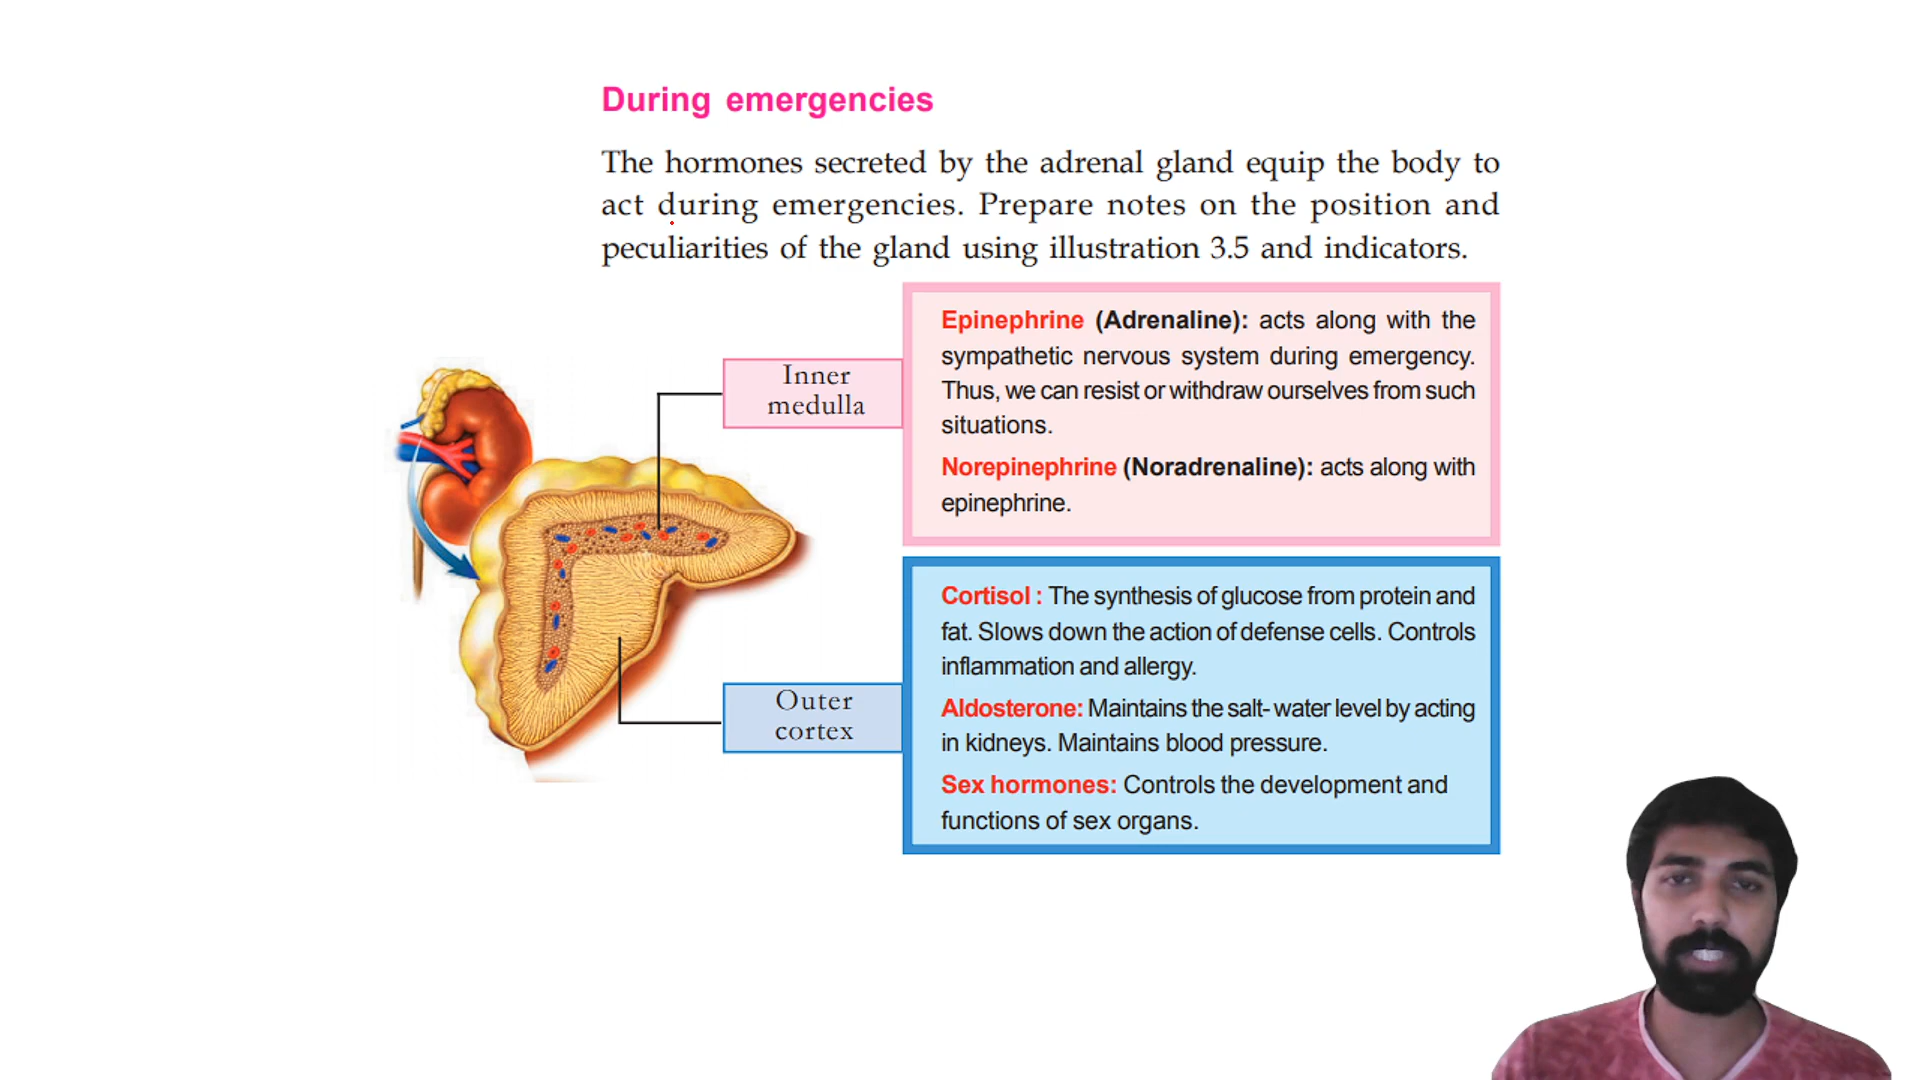 During emergencies
The hormones secreted by the adrenal gland equip the body to
act during emergencies. Prepare notes on the position and
peculiarities of the gland using illustration 3.5 and indicators.
Inner
medulla
Epinephrine (Adrenaline): acts along with the
sympathetic nervous system during emergency.
Thus, we can resist or withdraw ourselves from such
situations.
Norepinephrine (Noradrenaline): acts along with
epinephrine.
Outer
cortex
Cortisol : The synthesis of glucose from protein and
fat. Slows down the action of defense cells. Controls
inflammation and allergy.
Aldosterone: Maintains the salt- water level by acting
in kidneys. Maintains blood pressure.
Sex hormones: Controls the development and
functions of sex organs.